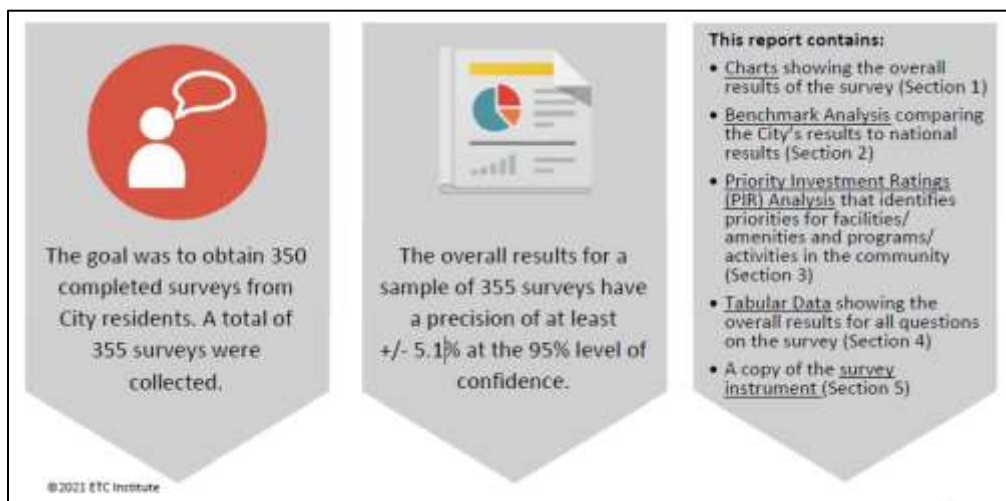 The goal was to obtain 350
completed surveys from
City residents. A total of
355 surveys were
collected.
The overall results for a
sample of 355 surveys have
a precision of at least
+/- 5.1% at the 95% level of
confidence.
This report contains:
• Charts showing the overall
results of the survey (Section 1)
• Benchmark Analysis comparing
the City's results to national
results (Section 2)
• Priority Investment Ratings
(PIR) Analysis that identifies
priorities for facilities/
amenities and programs/
activities in the community
(Section 3)
• Tabular Data showing the
overall results for all questions
on the survey (Section 4)
• A copy of the survey
instrument (Section 5)
©2021 ETC Institute